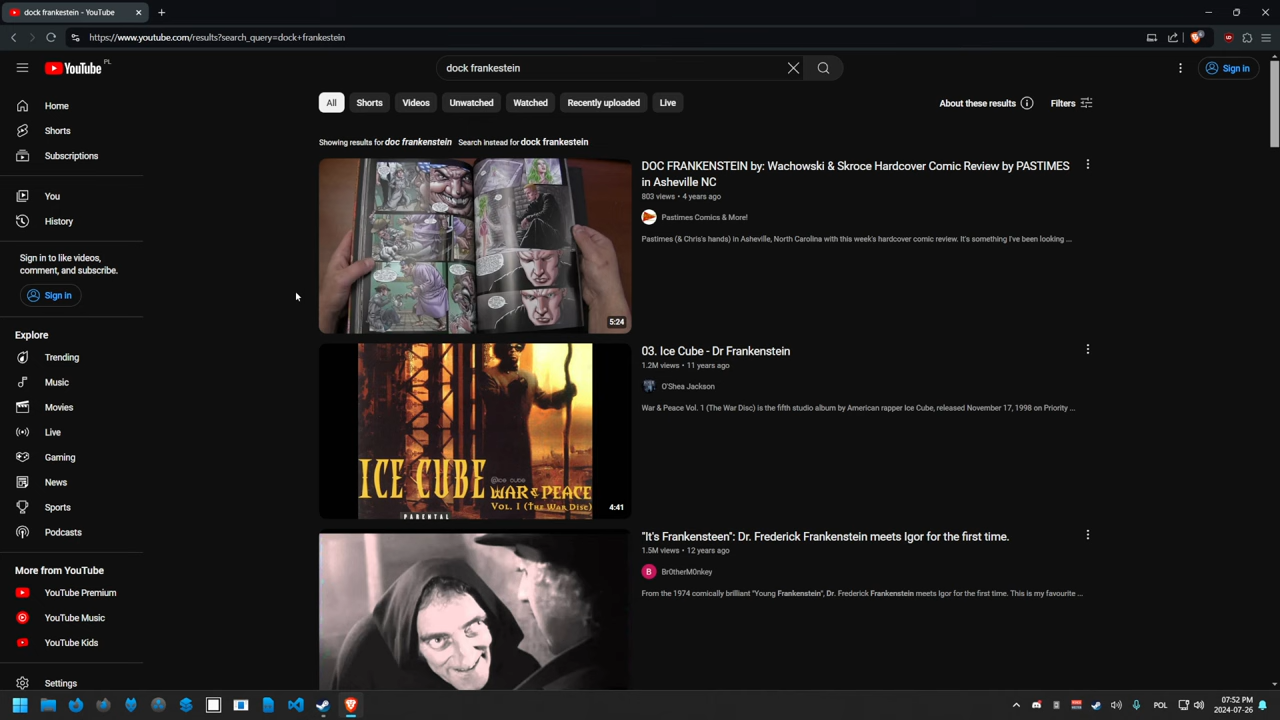 dock frankestein - YouTube
https://www.youtube.com/results?search_query=dock+frankestein
YouTube PL
dock frankestein
Sign in
Home
Shorts
Subscriptions
You
History
Sign in to like videos,
comment, and subscribe.
Sign in
Explore
Trending
Music
Movies
Live
Gaming
News
Sports
Podcasts
More from YouTube
YouTube Premium
YouTube Music
YouTube Kids
Settings
All
Shorts
Videos
Unwatched
Watched
Recently uploaded
Live
About these results
Filters
Showing results for doc frankenstein Search instead for dock frankestein
5:24
DOC FRANKENSTEIN by: Wachowski & Skroce Hardcover Comic Review by PASTIMES
in Asheville NC
803 views • 4 years ago
Pastimes Comics & More!
Pastimes (& Chris's hands) in Asheville, North Carolina with this week's hardcover comic review. It's something I've been looking ...
ICE CUBE
@ice cube
WAR & PEACE
VOL. I (THE WAR DISC)
PARENTAL
4:41
03. Ice Cube - Dr Frankenstein
1.2M views • 11 years ago
O'Shea Jackson
War & Peace Vol. 1 (The War Disc) is the fifth studio album by American rapper Ice Cube, released November 17, 1998 on Priority ...
"It's Frankensteen": Dr. Frederick Frankenstein meets Igor for the first time.
1.5M views • 12 years ago
B
Br0therM0nkey
From the 1974 comically brilliant "Young Frankenstein", Dr. Frederick Frankenstein meets Igor for the first time. This is my favourite ...
POL
07:52 PM
2024-07-26